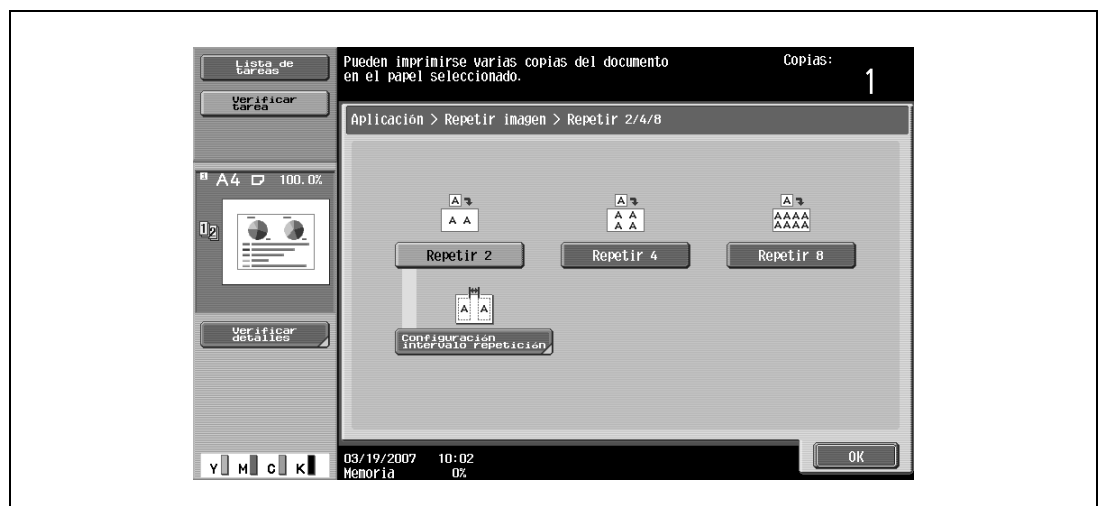 Lista de
tareas
Verificar
tarea
Pueden imprimirse varias copias del documento
en el papel seleccionado.
Copias:
1
Aplicación > Repetir imagen > Repetir 2/4/8
A4 100.0%
12
A
A A
Repetir 2
A
A A
A A
Repetir 4
A
AAAA
AAAA
Repetir 8
A A
Configuración
intervalo repetición
Verificar
detalles
Y M C K
03/19/2007 10:02
Memoria 0%
OK